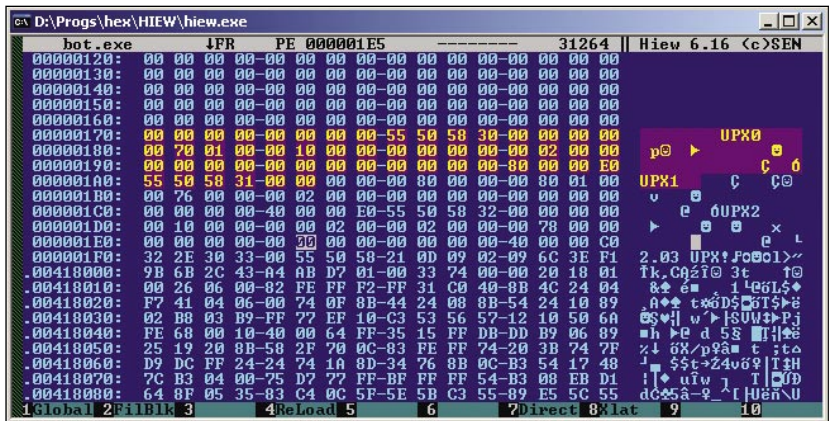 D:\Progs\hex\HIEW\hiew.exe
bot.exe ↓FR PE 000001E5 -------- 31264 ‖ Hiew 6.16 (c)SEN
00000120: 00 00 00 00-00 00 00 00-00 00 00-00 00 00 00
00000130: 00 00 00 00-00 00 00 00-00 00 00-00 00 00 00
00000140: 00 00 00 00-00 00 00 00-00 00 00-00 00 00 00
00000150: 00 00 00 00-00 00 00 00-00 00 00-00 00 00 00
00000160: 00 00 00 00-00 00 00 00-00 00 00-00 00 00 00
00000170: 00 00 00 00-00 00 00 00-55 50 58 30-00 00 00 00 UPX0
00000180: 00 70 01 00-00 10 00 00-00 00 00 00-00 02 00 00 p☺ ► ☻
00000190: 00 00 00 00-00 00 00 00-00 00 00 00-80 00 00 E0 Ç ó
000001A0: 55 50 58 31-00 00 00 00-00 80 00 00-00 80 01 00 UPX1 Ç Ç☺
000001B0: 00 76 00 00-00 02 00 00-00 00 00 00-00 00 00 00 v ☻
000001C0: 00 00 00 00-40 00 00 E0-55 50 58 32-00 00 00 00 @ óUPX2
000001D0: 00 10 00 00-00 00 02 00-00 02 00 00-00 78 00 00 ► ☻ ☻ x
000001E0: 00 00 00 00-00 00 00 00-00 00 00 00-40 00 00 C0 @ └
000001F0: 32 2E 30 33-00 55 50 58-21 0D 09 02-09 6C 3E F1 2.03 UPX!
.00418000: 9B 6B 2C 43-A4 AB D7 01-00 33 74 00-00 20 18 01
.00418010: 00 26 06 00-82 FE FF F2-FF 31 C0 40-8B 4C 24 04
.00418020: F7 41 04 06-00 74 0F 8B-44 24 08 8B-54 24 10 89
.00418030: 02 B8 03 B9-FF 77 EF 10-C3 53 56 57-12 10 50 6A
.00418040: FE 68 00 10-40 00 64 FF-35 15 FF DB-DD B9 06 89
.00418050: 25 19 20 8B-58 2F 70 0C-83 FE FF 74-20 3B 74 7F
.00418060: D9 DC FF 24-24 74 1A 8D-34 76 8B 0C-B3 54 17 48
.00418070: 7C B3 04 00-75 D7 77 FF-BF FF FF 54-B3 08 EB D1
.00418080: 64 8F 05 35-83 C4 0C 5F-5E 5B C3 55-89 E5 5C 55
1Global 2FilBlk 3 4ReLoad 5 6 7Direct 8Xlat 9 10